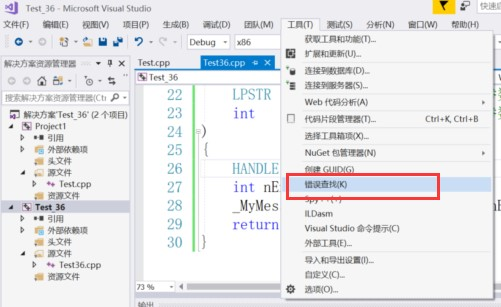 Test_36 - Microsoft Visual Studio
文件(F) 编辑(E) 视图(V) 项目(P) 生成(B) 调试(D) 团队(M) 工具(T) 测试(S) 分析(N) 窗口(W) 帮助(H)
Debug x86
解决方案资源管理器
搜索解决方案资源管理器(Ctrl
解决方案'Test_36' (2 个项目)
Project1
引用
外部依赖项
头文件
源文件
Test.cpp
资源文件
Test_36
引用
外部依赖项
头文件
源文件
Test36.cpp
资源文件
Test.cpp Test36.cpp
Test_36
22 LPSTR
23 int
24
25 )
26 {
26 HANDLE
27 int nE
28 _MyMes
29 return
30 }
73 %
输出
获取工具和功能(T)...
扩展和更新(U)...
连接到数据库(D)...
连接到服务器(S)...
Web 代码分析(A)
代码片段管理器(T)... Ctrl+K, Ctrl+B
选择工具箱项(X)...
NuGet 包管理器(N)
创建 GUID(G)
错误查找(K)
Spy++(+)
ILDasm
Visual Studio 命令提示(C)
外部工具(E)...
导入和导出设置(I)...
自定义(C)...
选项(O)...